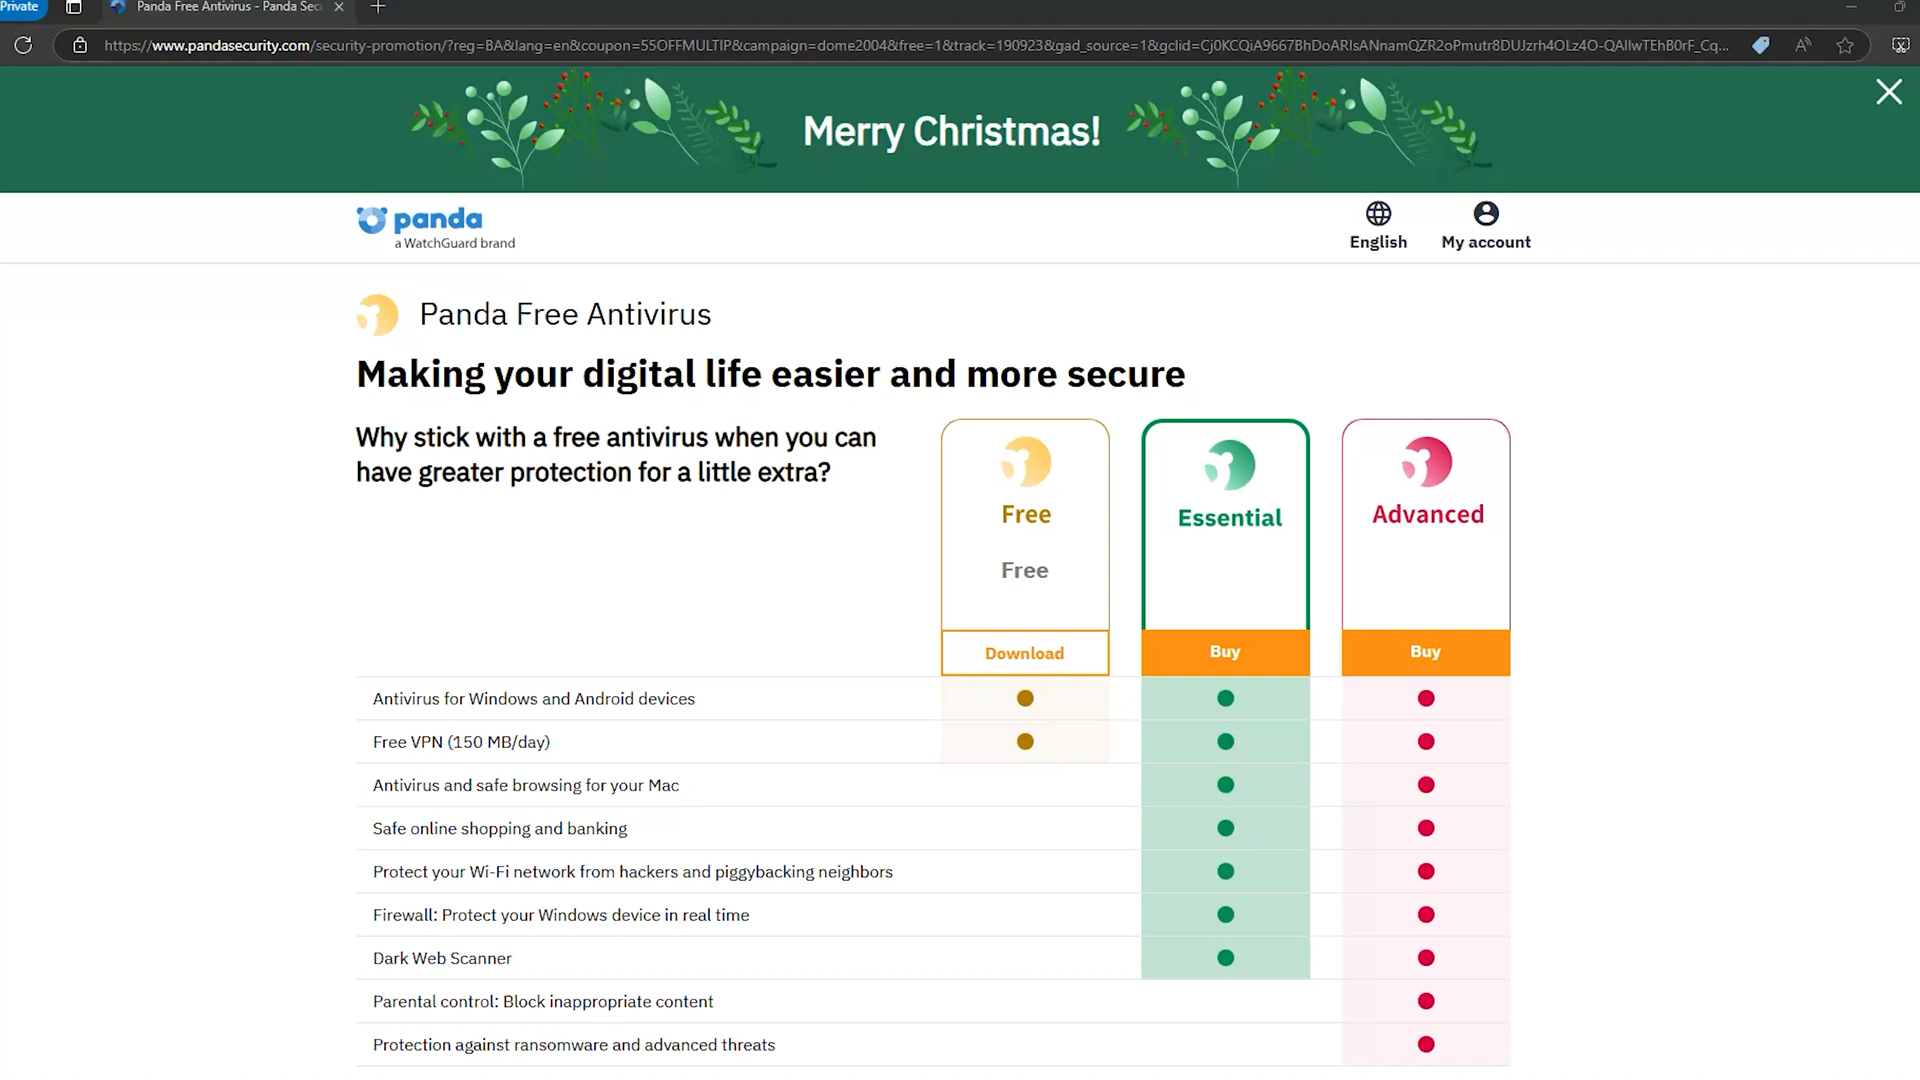 Private
Panda Free Antivirus - Panda Sec
https://www.pandasecurity.com/security-promotion/?reg=BA&lang=en&coupon=55OFFMULTIP&campaign=dome2004&free=1&track=190923&gad_source=1&gclid=Cj0KCQiA9667BhDoARIsANnamQZR2oPmutr8DUJzrh4OLz4O-QAllwTEhB0rF_Cq...
Merry Christmas!
panda
a WatchGuard brand
English
My account
Panda Free Antivirus
Making your digital life easier and more secure
Why stick with a free antivirus when you can
have greater protection for a little extra?
Free
Essential
Advanced
Free
Download
Buy
Buy
Antivirus for Windows and Android devices
Free VPN (150 MB/day)
Antivirus and safe browsing for your Mac
Safe online shopping and banking
Protect your Wi-Fi network from hackers and piggybacking neighbors
Firewall: Protect your Windows device in real time
Dark Web Scanner
Parental control: Block inappropriate content
Protection against ransomware and advanced threats